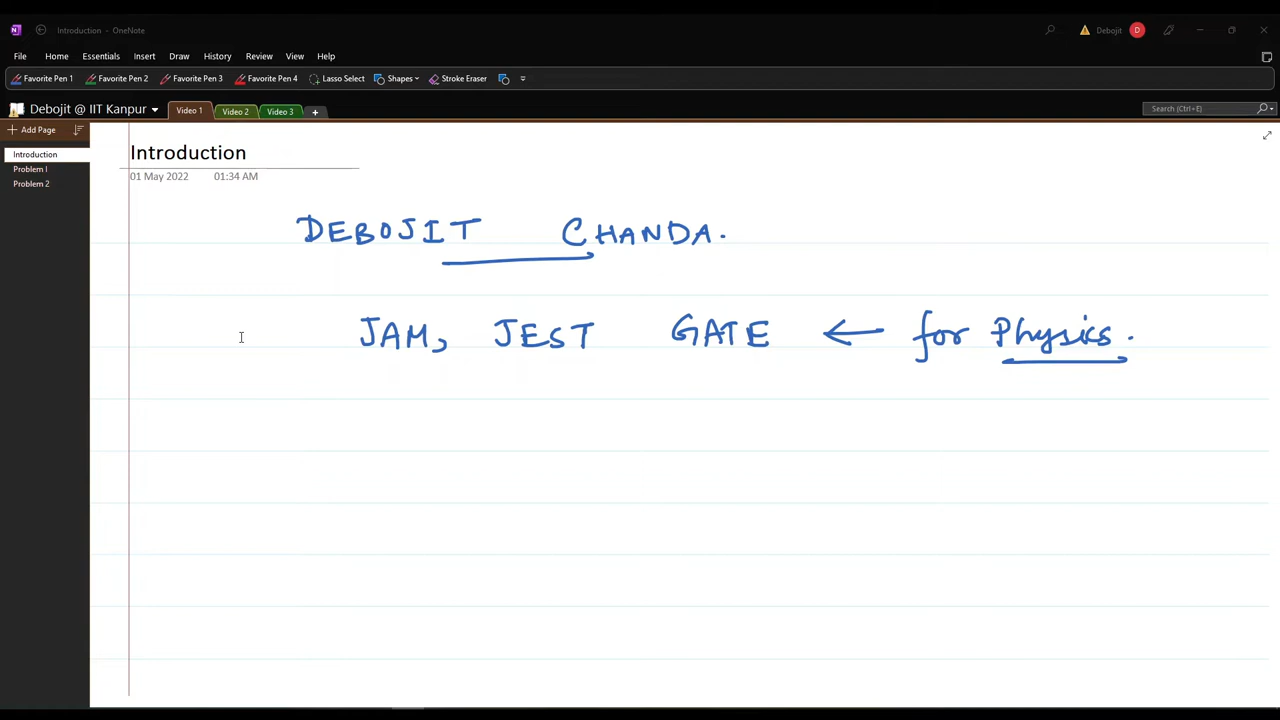 Introduction - OneNote
Debojit D
File Home Essentials Insert Draw History Review View Help
Favorite Pen 1 Favorite Pen 2 Favorite Pen 3 Favorite Pen 4 Lasso Select Shapes Stroke Eraser
Debojit @ IIT Kanpur Video 1 Video 2 Video 3 + Search (Ctrl+E)
+ Add Page
Introduction
Problem I
Problem 2
Introduction
01 May 2022 01:34 AM
DEBOJIT CHANDA.
JAM, JEST GATE ← for Physics.